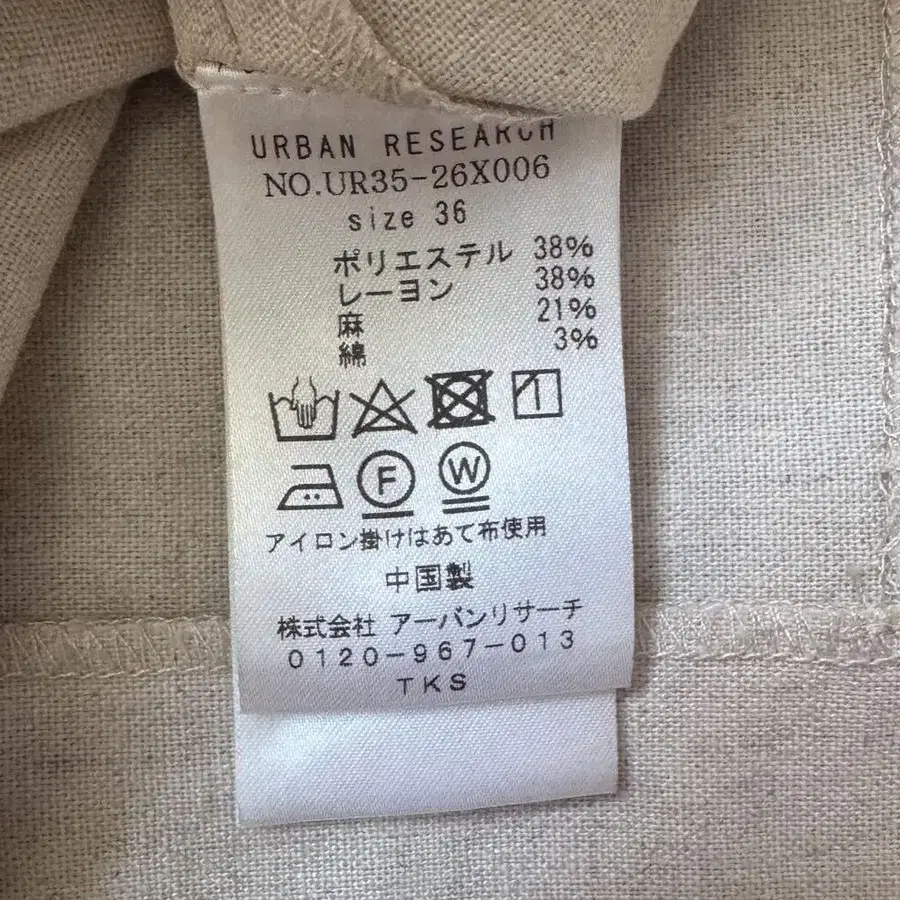 URBAN RESEARCH
NO.UR35-26X006
size 36
ポリエステル 38%
レーヨン 38%
麻 21%
綿 3%
F W
アイロン掛けはあて布使用
中国製
株式会社 アーバンリサーチ
0120-967-013
TKS